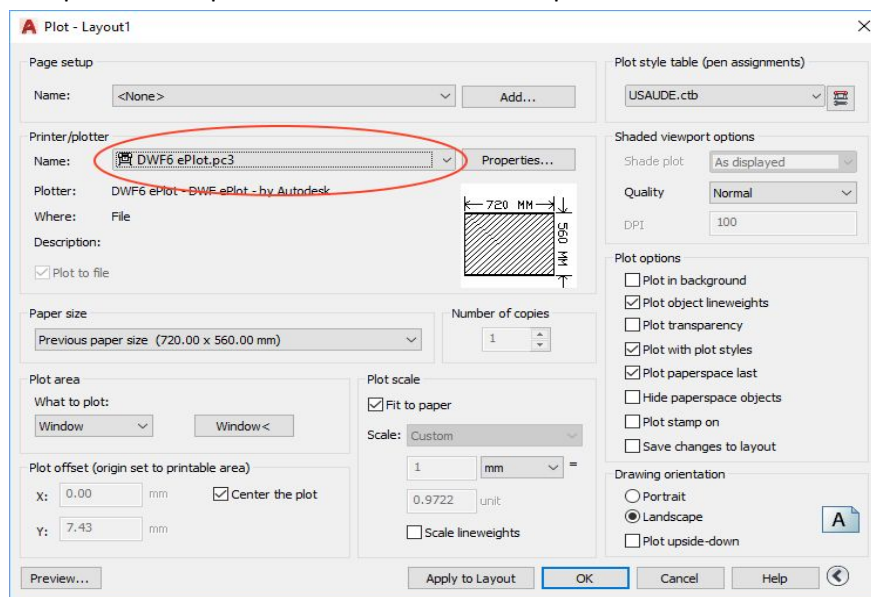 Plot - Layout1
Page setup
Name: <None> Add...
Printer/plotter
Name: DWF6 ePlot.pc3 Properties...
Plotter: DWF6 ePlot - DWF ePlot - by Autodesk
Where: File
Description:
Plot to file
720 MM
560 MM
Paper size
Previous paper size (720.00 x 560.00 mm)
Number of copies
1
Plot area
What to plot:
Window Window<
Plot scale
Fit to paper
Scale: Custom
1 mm =
0.9722 unit
Scale lineweights
Plot offset (origin set to printable area)
X: 0.00 mm Center the plot
Y: 7.43 mm
Plot style table (pen assignments)
USAUDE.ctb
Shaded viewport options
Shade plot As displayed
Quality Normal
DPI 100
Plot options
Plot in background
Plot object lineweights
Plot transparency
Plot with plot styles
Plot paperspace last
Hide paperspace objects
Plot stamp on
Save changes to layout
Drawing orientation
Portrait
Landscape
Plot upside-down
A
Preview... Apply to Layout OK Cancel Help